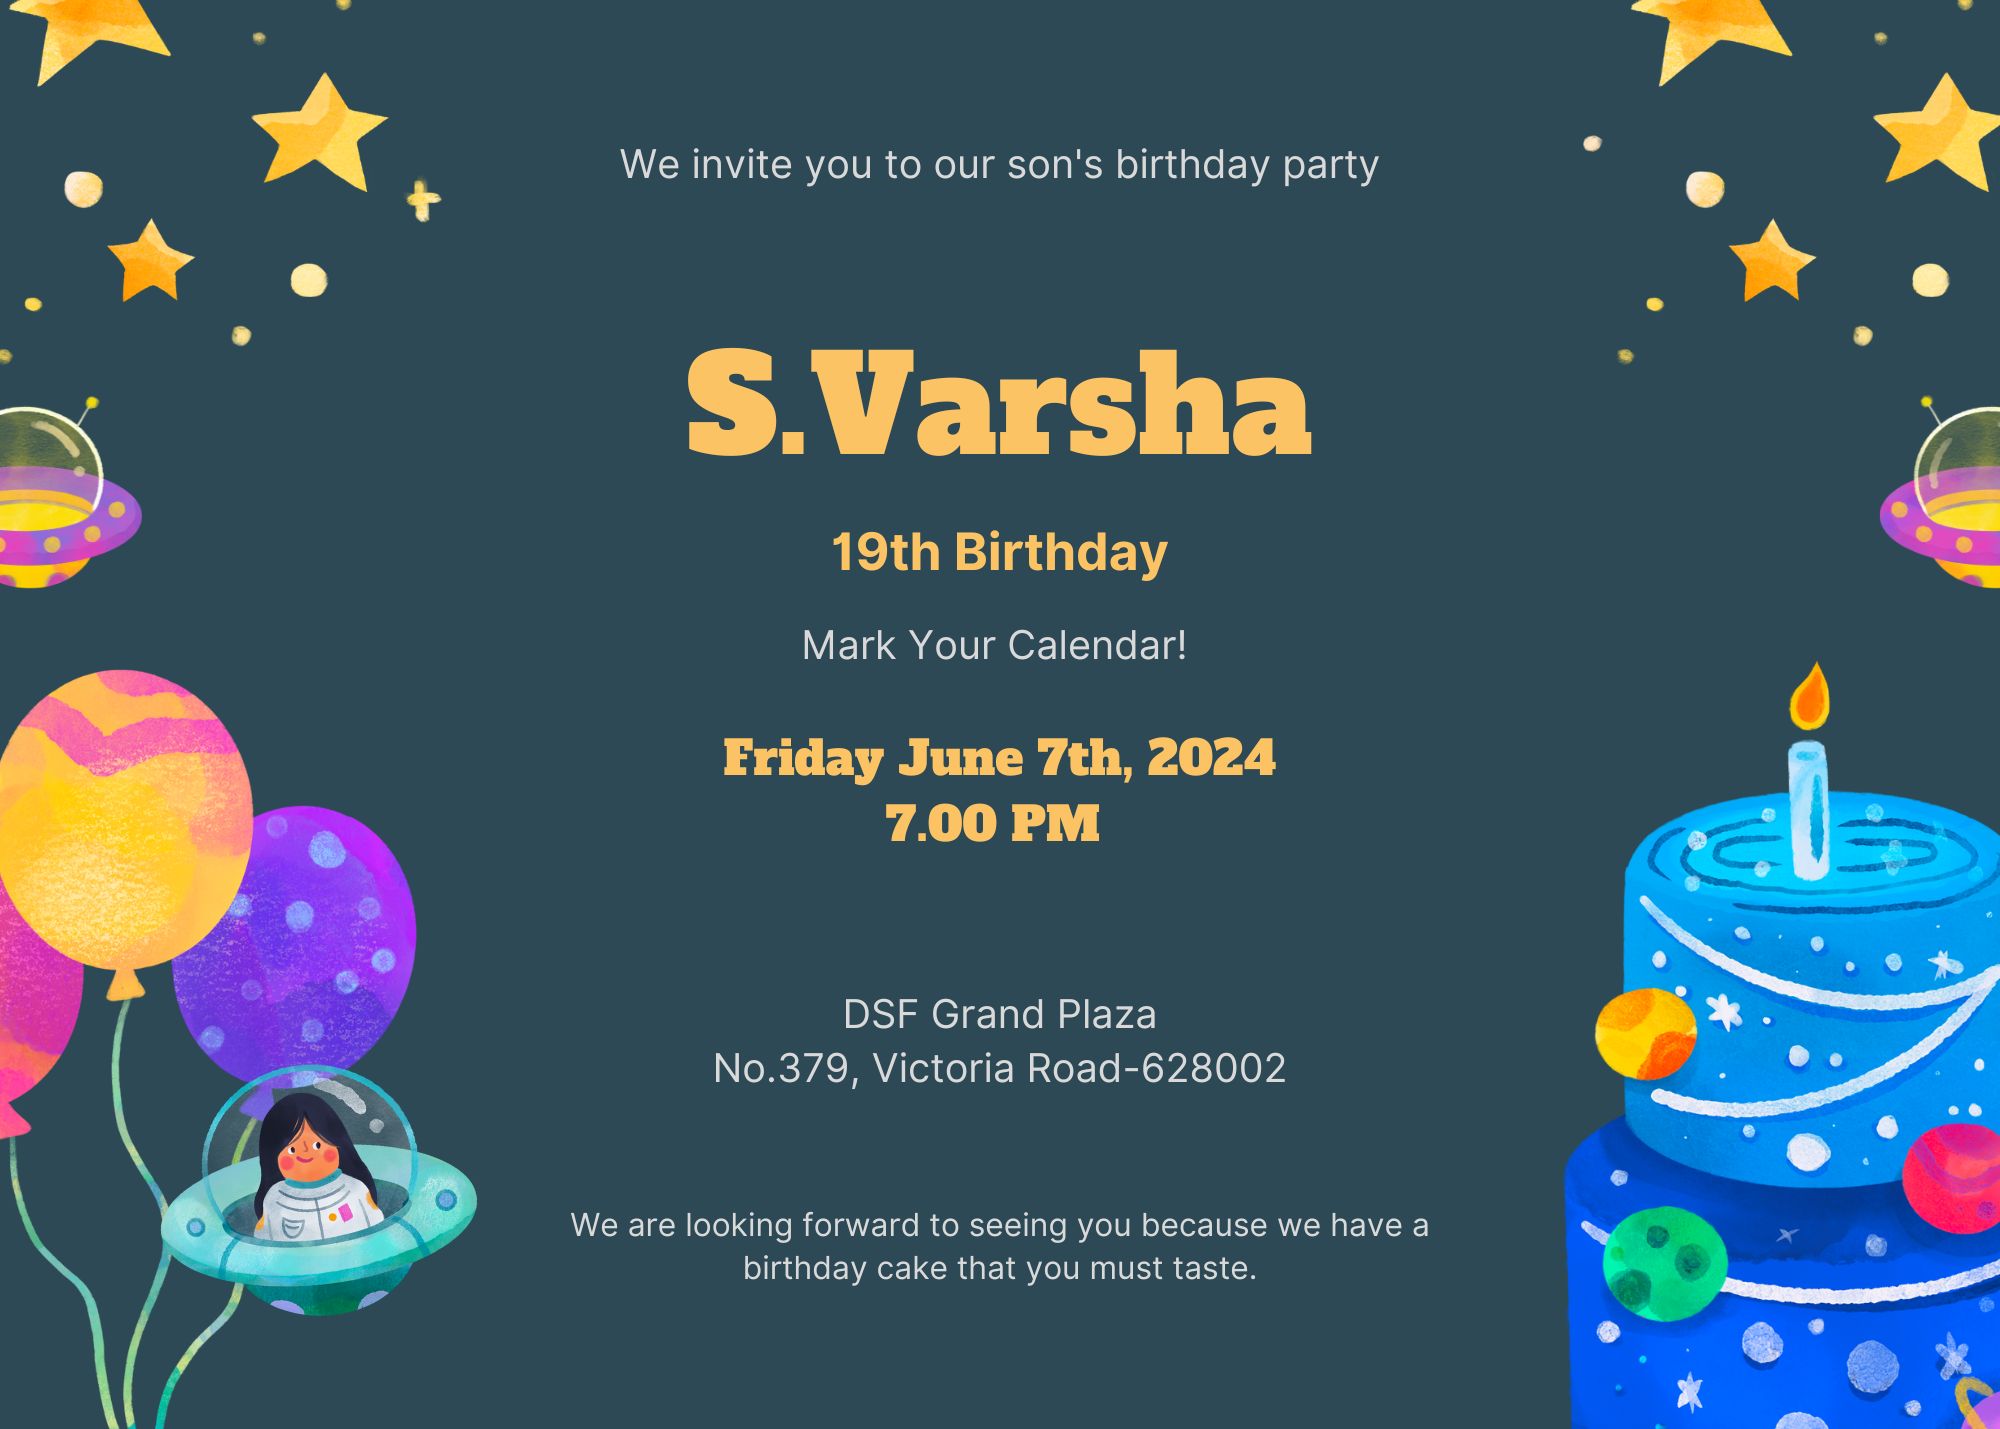 We invite you to our son's birthday party
S.Varsha
19th Birthday
Mark Your Calendar!
Friday June 7th, 2024
7.00 PM
DSF Grand Plaza
No.379, Victoria Road-628002
We are looking forward to seeing you because we have a
birthday cake that you must taste.